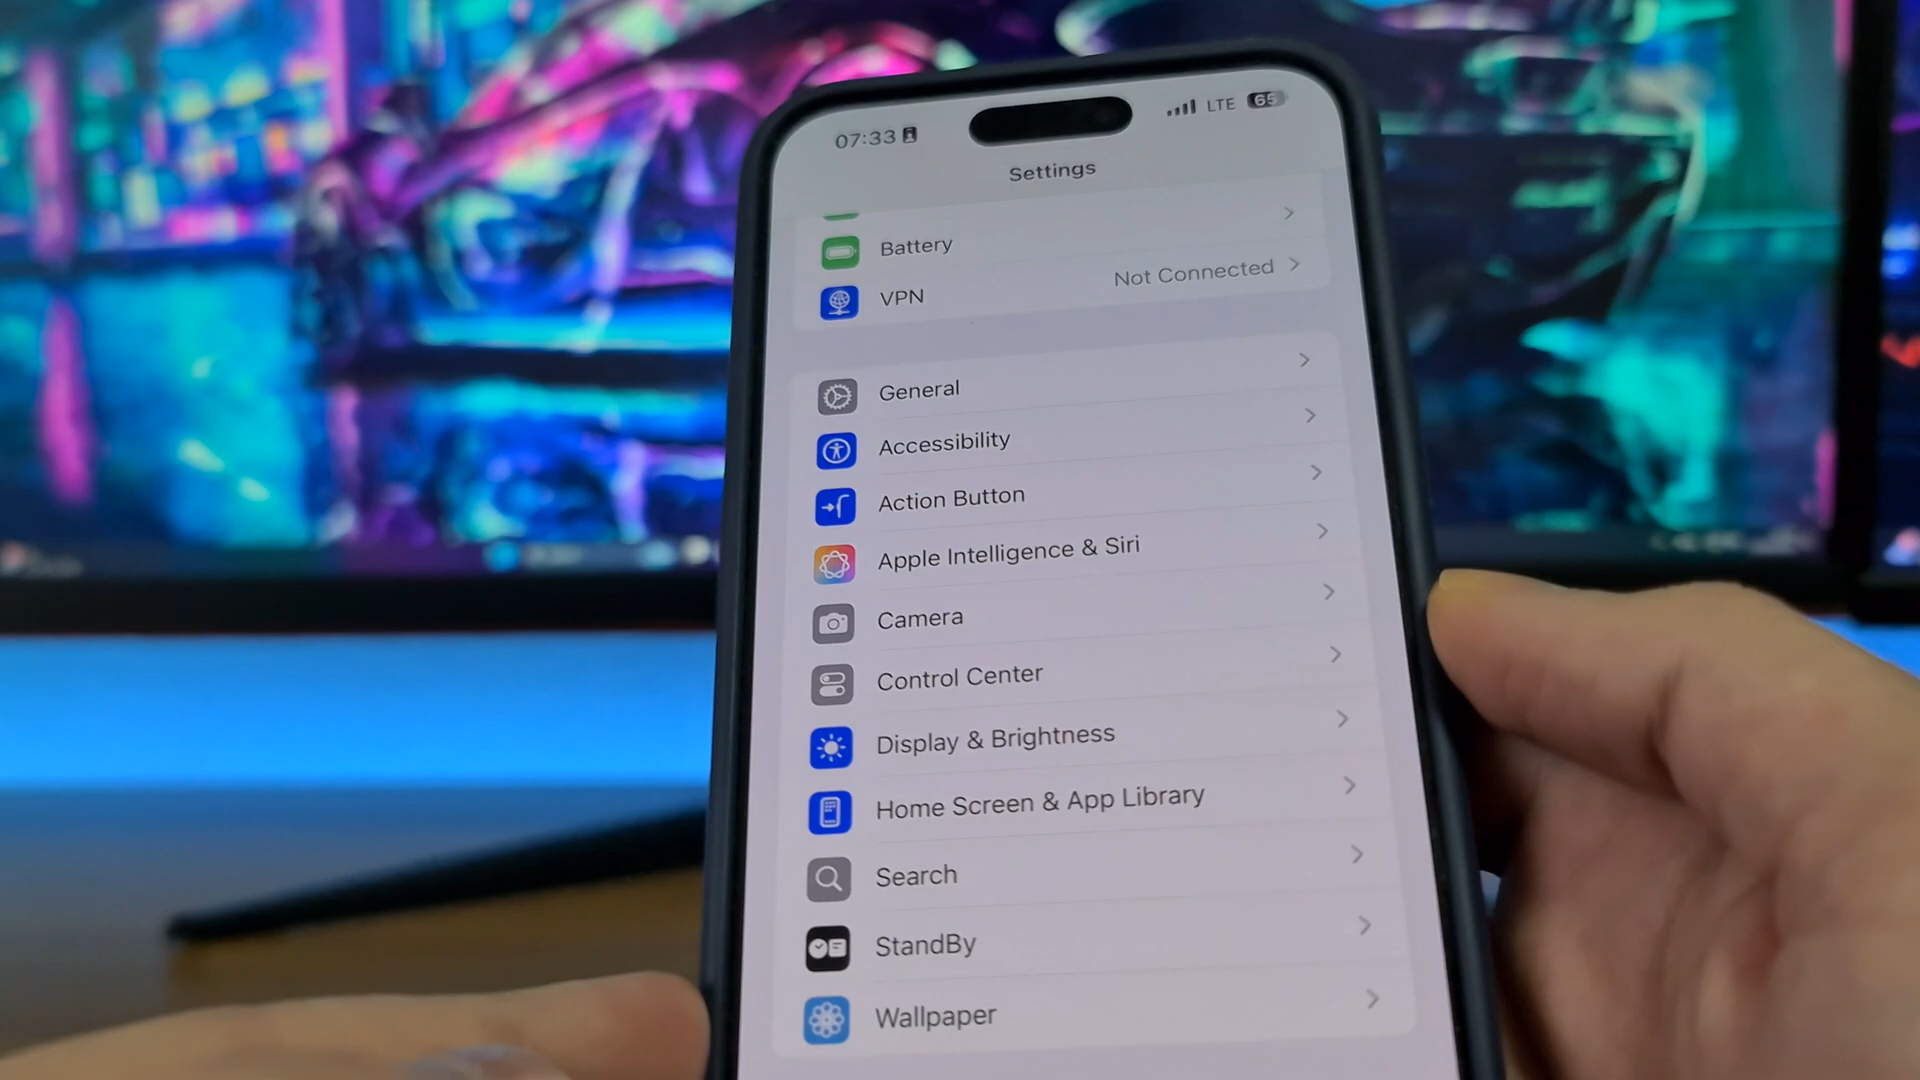 07:33
LTE
65
Settings
Battery
VPN
Not Connected
General
Accessibility
Action Button
Apple Intelligence & Siri
Camera
Control Center
Display & Brightness
Home Screen & App Library
Search
StandBy
Wallpaper